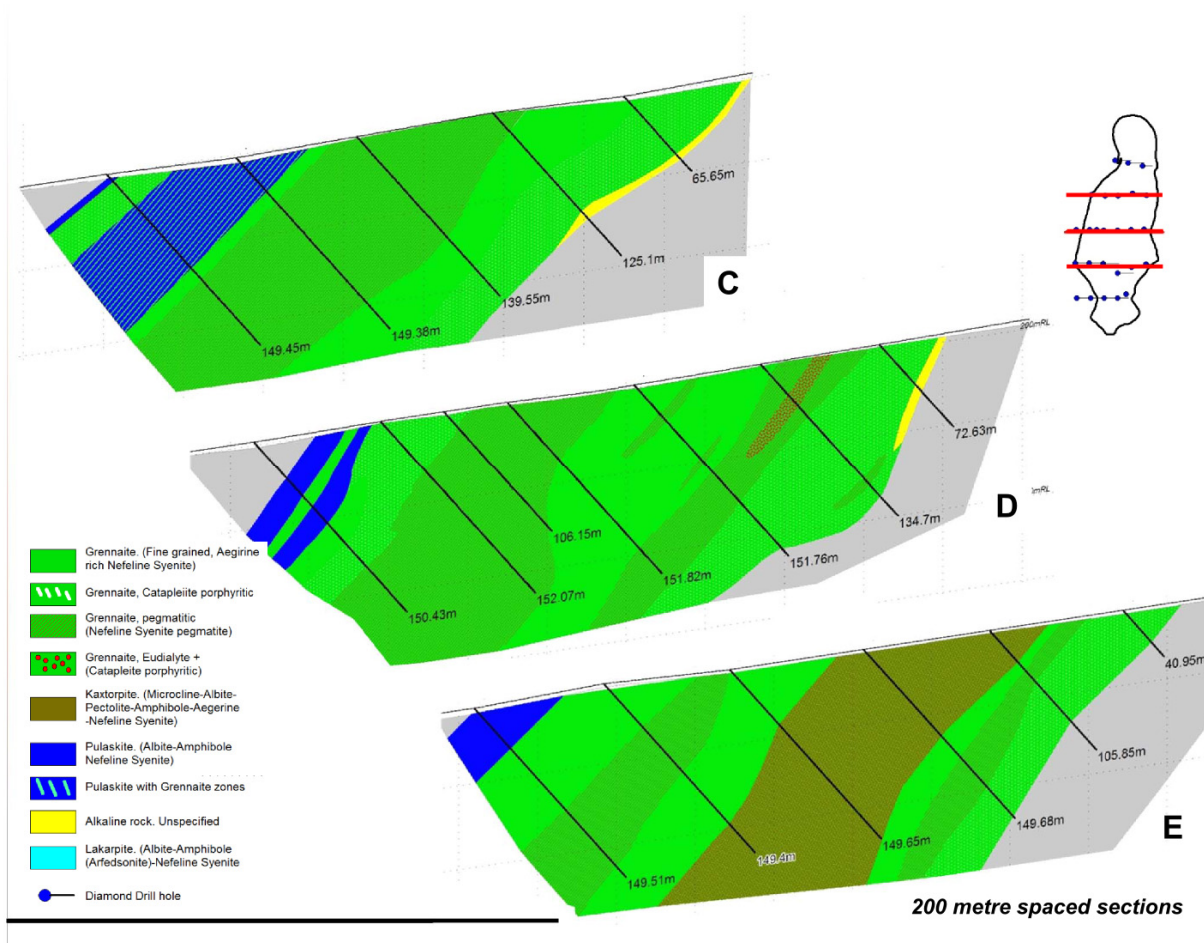 65.65m
125.1m
C
139.55m
149.38m
149.45m
200mRL
72.63m
D
134.7m
106.15m
151.76m
151.82m
152.07m
150.43m
Grennaite. (Fine grained, Aegirine
rich Nefeline Syenite)
Grennaite, Catapleiite porphyritic
Grennaite, pegmatitic
(Nefeline Syenite pegmatite)
Grennaite, Eudialyte +
(Catapleite porphyritic)
Kaxtorpite. (Microcline-Albite-
Pectolite-Amphibole-Aegerine
-Nefeline Syenite)
Pulaskite. (Albite-Amphibole
Nefeline Syenite)
Pulaskite with Grennaite zones
Alkaline rock. Unspecified
Lakarpite. (Albite-Amphibole
(Arfedsonite)-Nefeline Syenite
Diamond Drill hole
40.95m
105.85m
149.68m
E
149.65m
149.4m
149.51m
200 metre spaced sections